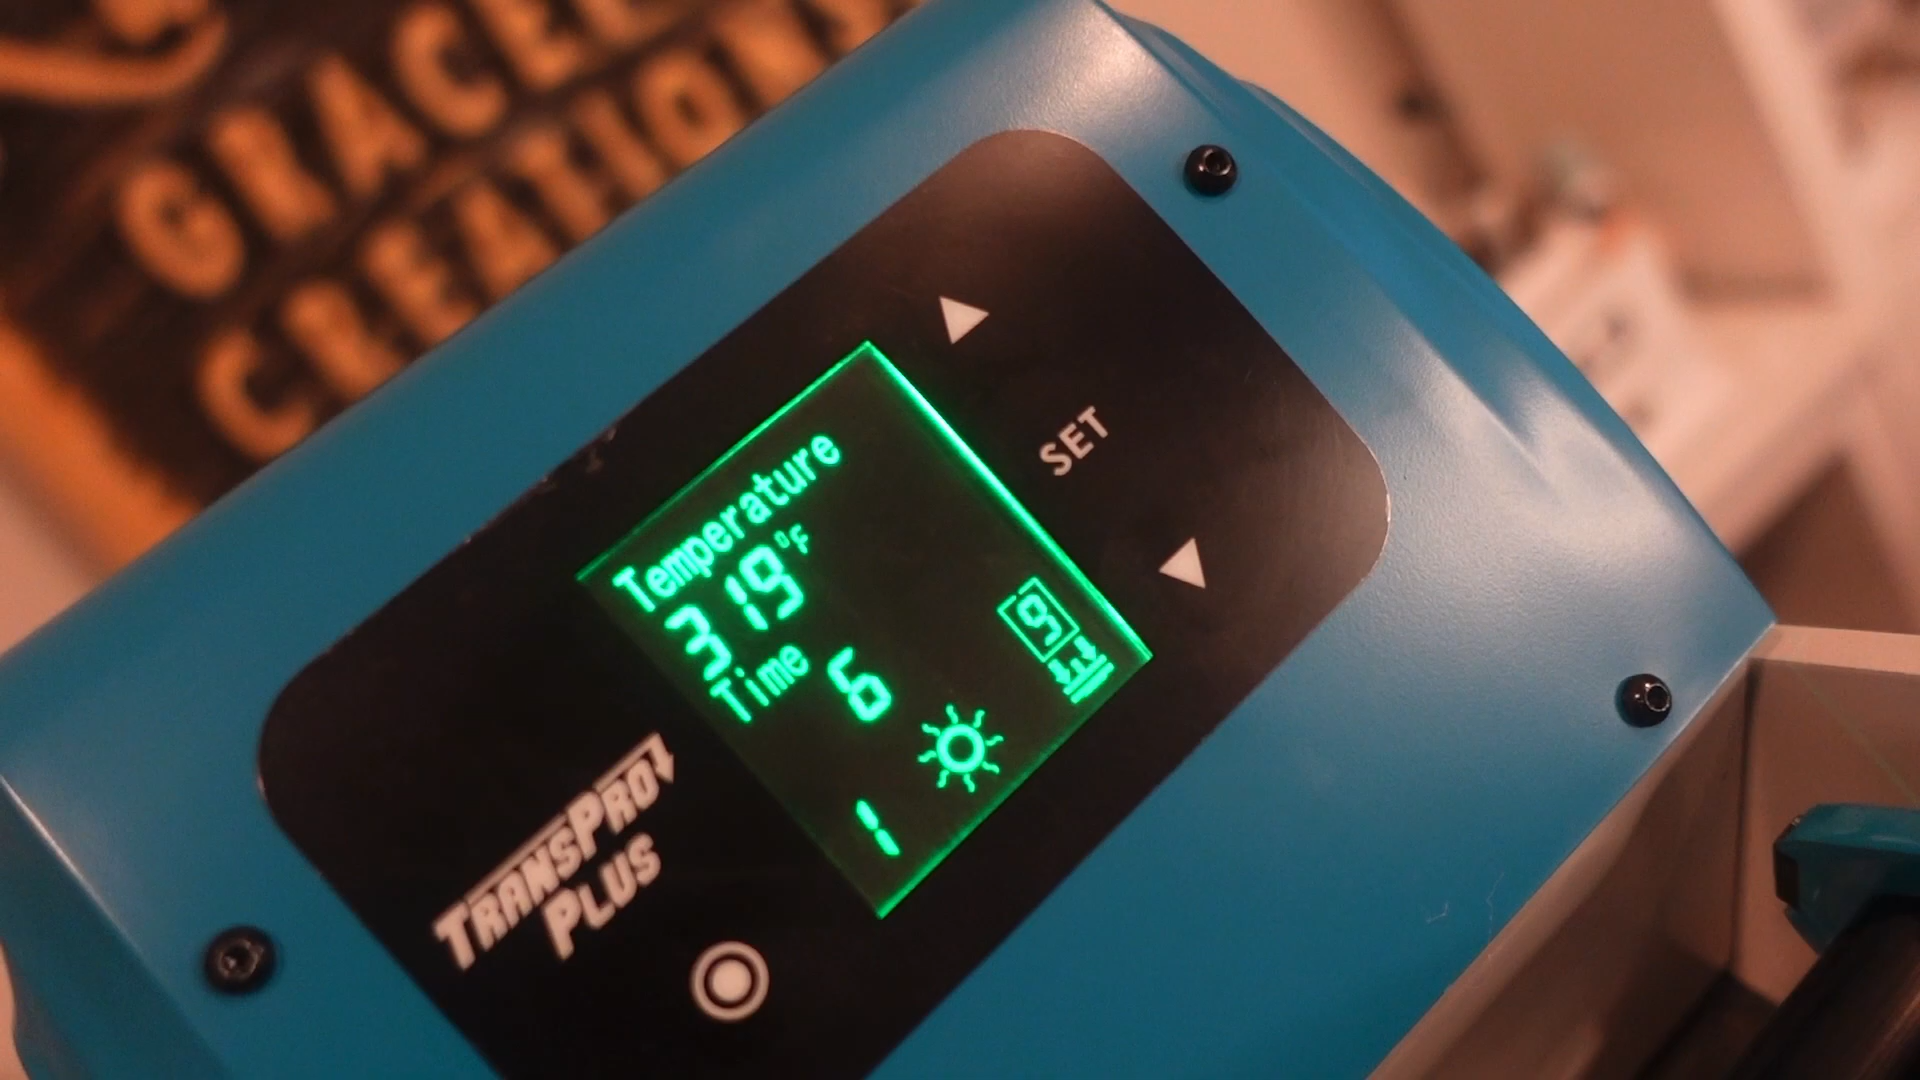 GRACE
CREATIONS
SET
Temperature
319°F
Time 6
9
1
TRANSPRO
PLUS